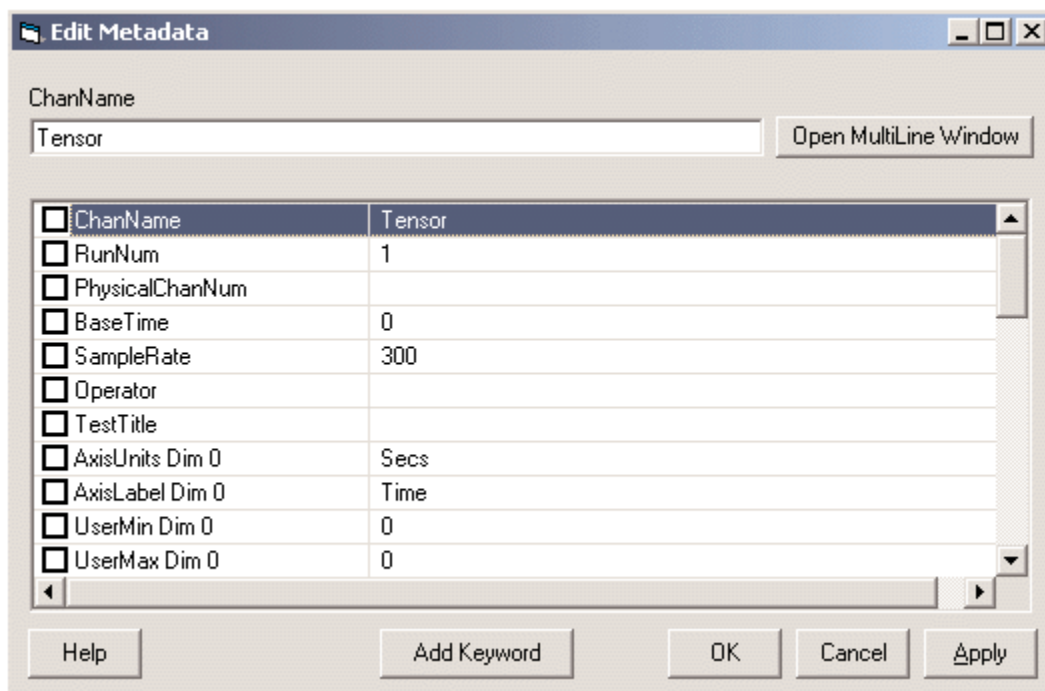 Edit Metadata
ChanName
Tensor Open MultiLine Window
ChanName Tensor
RunNum 1
PhysicalChanNum
BaseTime 0
SampleRate 300
Operator
TestTitle
AxisUnits Dim 0 Secs
AxisLabel Dim 0 Time
UserMin Dim 0 0
UserMax Dim 0 0
Help Add Keyword OK Cancel Apply